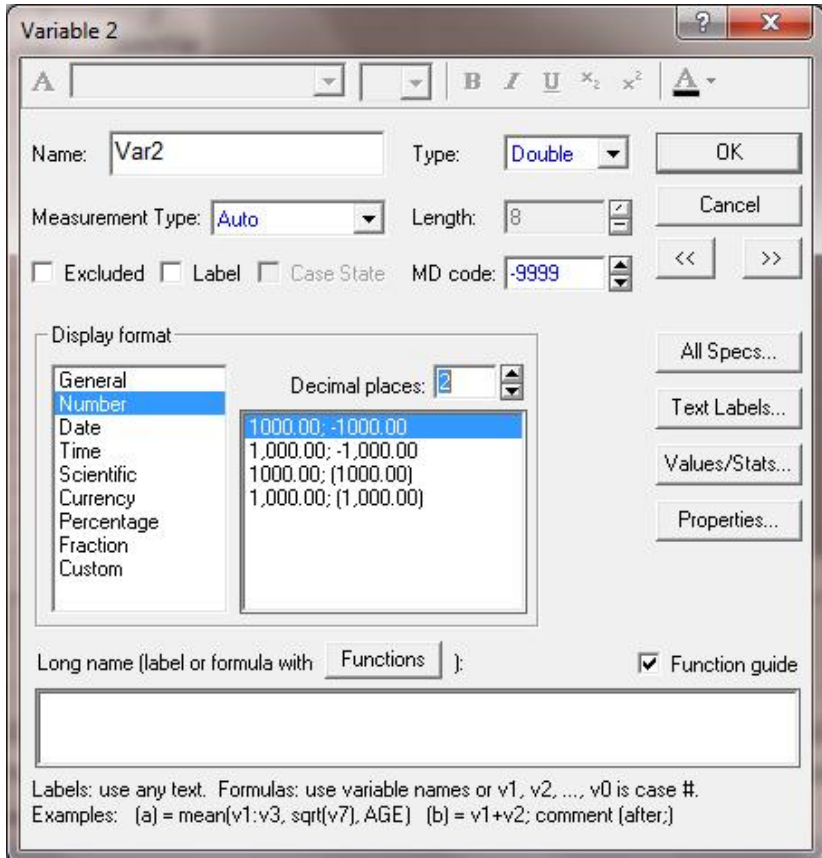 Variable 2
A B I U x₂ x² A
Name: Var2 Type: Double OK
Measurement Type: Auto Length: 8 Cancel
Excluded Label Case State MD code: -9999 << >>
Display format
General
Number
Date
Time
Scientific
Currency
Percentage
Fraction
Custom
Decimal places: 2
1000.00; -1000.00
1,000.00; -1,000.00
1000.00; (1000.00)
1,000.00; (1,000.00)
All Specs...
Text Labels...
Values/Stats...
Properties...
Long name (label or formula with Functions ): Function guide
Labels: use any text. Formulas: use variable names or v1, v2, ..., v0 is case #.
Examples: (a) = mean(v1:v3, sqrt(v7), AGE) (b) = v1+v2; comment (after;)